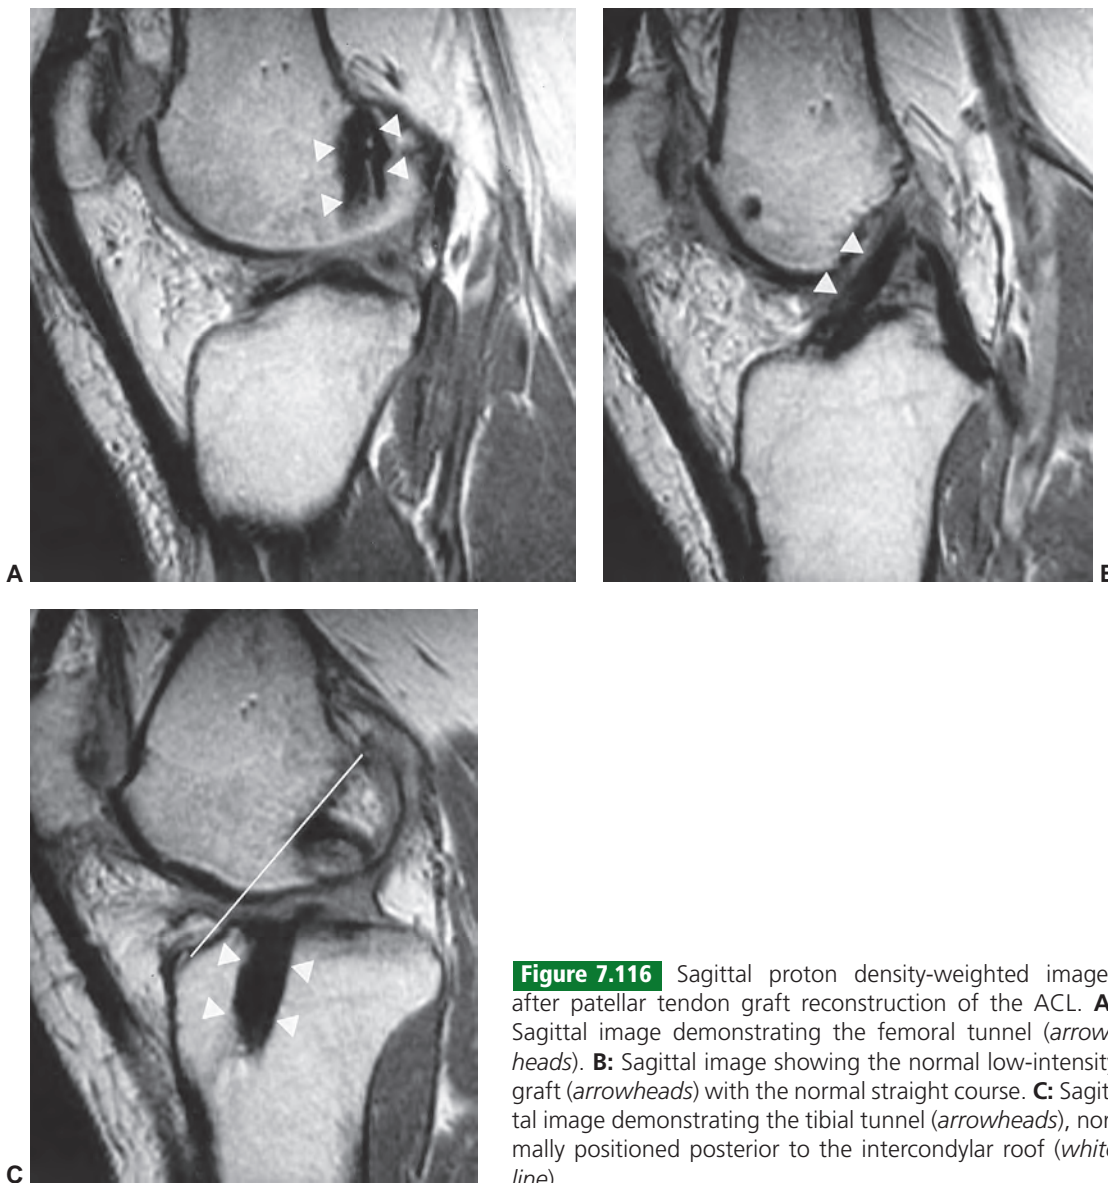 A
B
C
Figure 7.116 Sagittal proton density-weighted image
after patellar tendon graft reconstruction of the ACL. A
Sagittal image demonstrating the femoral tunnel (arrow
heads). B: Sagittal image showing the normal low-intensity
graft (arrowheads) with the normal straight course. C: Sagit
tal image demonstrating the tibial tunnel (arrowheads), nor
mally positioned posterior to the intercondylar roof (white
line)